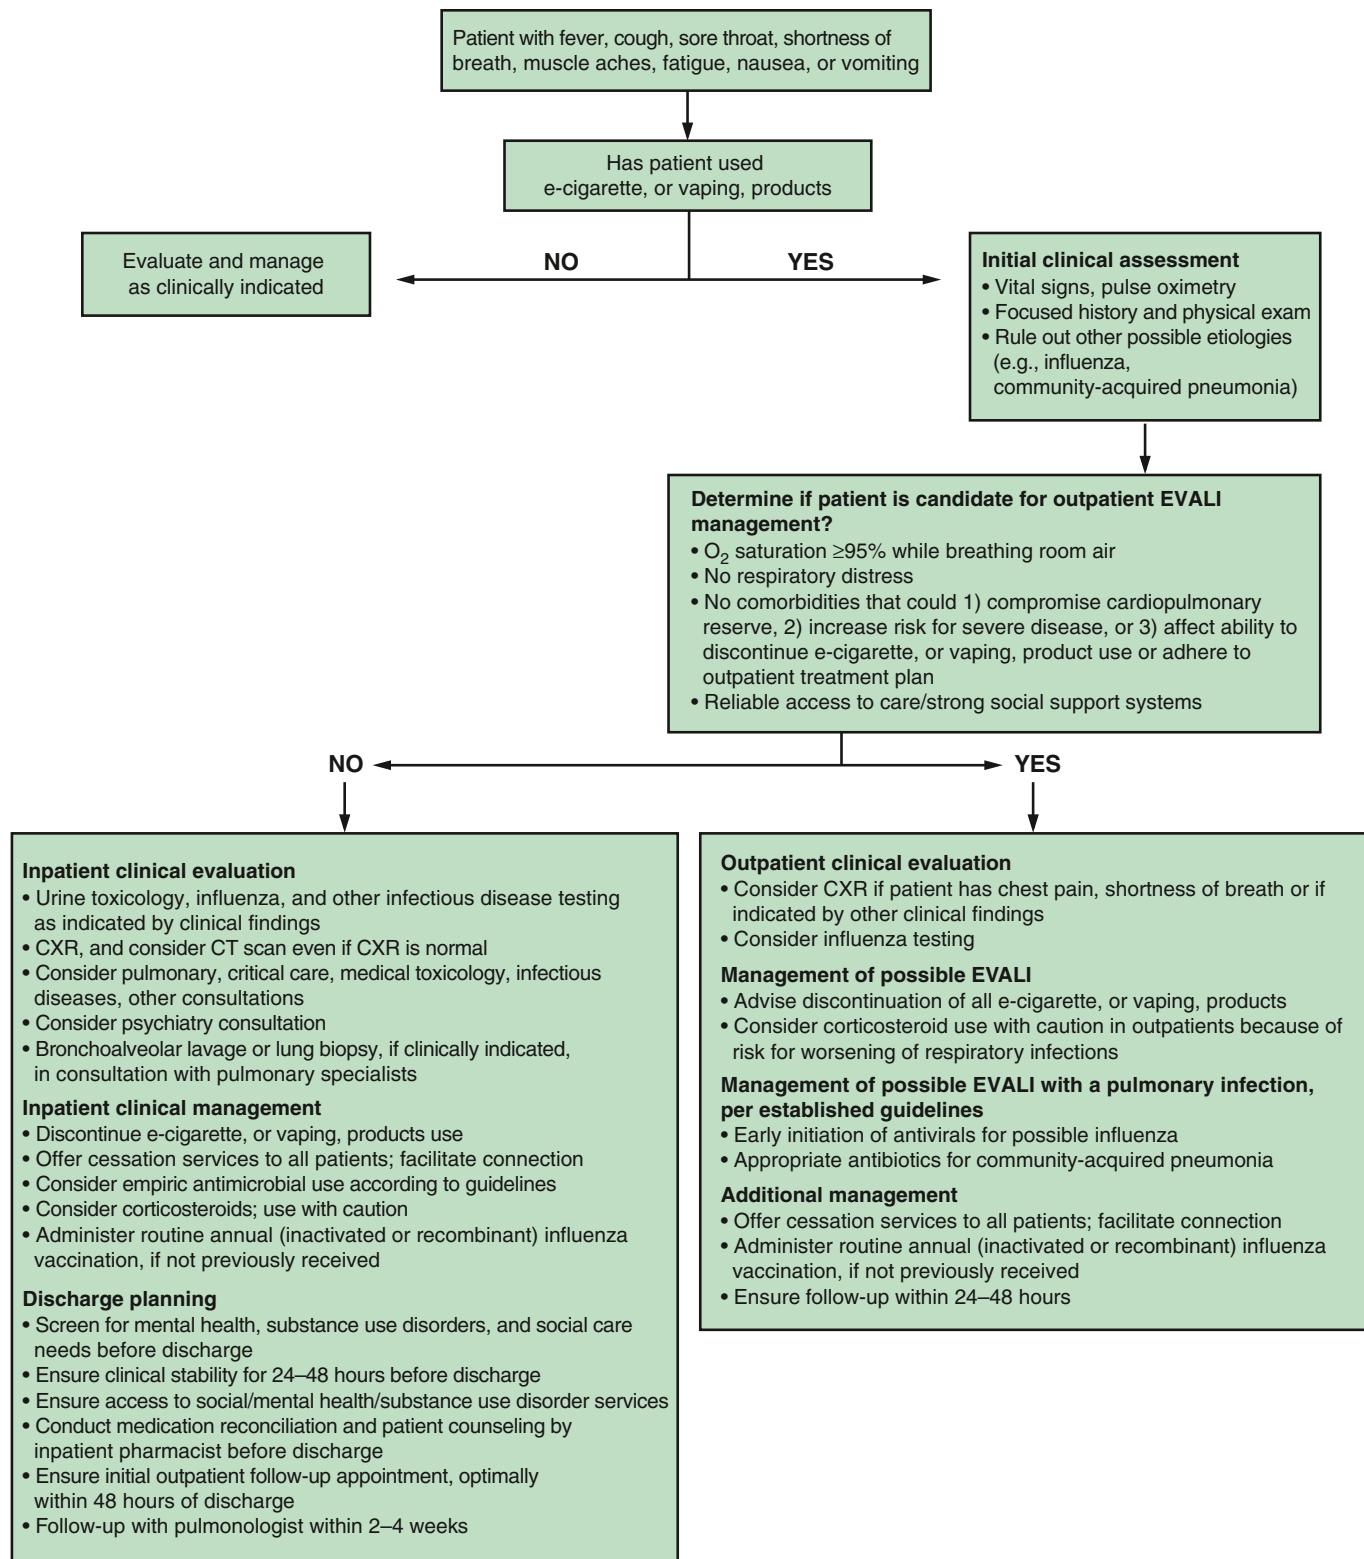 Patient with fever, cough, sore throat, shortness of
breath, muscle aches, fatigue, nausea, or vomiting
Has patient used
e-cigarette, or vaping, products
NO
YES
Evaluate and manage
as clinically indicated
Initial clinical assessment
• Vital signs, pulse oximetry
• Focused history and physical exam
• Rule out other possible etiologies
(e.g., influenza,
community-acquired pneumonia)
Determine if patient is candidate for outpatient EVALI
management?
• O2 saturation ≥95% while breathing room air
• No respiratory distress
• No comorbidities that could 1) compromise cardiopulmonary
reserve, 2) increase risk for severe disease, or 3) affect ability to
discontinue e-cigarette, or vaping, product use or adhere to
outpatient treatment plan
• Reliable access to care/strong social support systems
NO
YES
Inpatient clinical evaluation
• Urine toxicology, influenza, and other infectious disease testing
as indicated by clinical findings
• CXR, and consider CT scan even if CXR is normal
• Consider pulmonary, critical care, medical toxicology, infectious
diseases, other consultations
• Consider psychiatry consultation
• Bronchoalveolar lavage or lung biopsy, if clinically indicated,
in consultation with pulmonary specialists
Inpatient clinical management
• Discontinue e-cigarette, or vaping, products use
• Offer cessation services to all patients; facilitate connection
• Consider empiric antimicrobial use according to guidelines
• Consider corticosteroids; use with caution
• Administer routine annual (inactivated or recombinant) influenza
vaccination, if not previously received
Discharge planning
• Screen for mental health, substance use disorders, and social care
needs before discharge
• Ensure clinical stability for 24–48 hours before discharge
• Ensure access to social/mental health/substance use disorder services
• Conduct medication reconciliation and patient counseling by
inpatient pharmacist before discharge
• Ensure initial outpatient follow-up appointment, optimally
within 48 hours of discharge
• Follow-up with pulmonologist within 2–4 weeks
Outpatient clinical evaluation
• Consider CXR if patient has chest pain, shortness of breath or if
indicated by other clinical findings
• Consider influenza testing
Management of possible EVALI
• Advise discontinuation of all e-cigarette, or vaping, products
• Consider corticosteroid use with caution in outpatients because of
risk for worsening of respiratory infections
Management of possible EVALI with a pulmonary infection,
per established guidelines
• Early initiation of antivirals for possible influenza
• Appropriate antibiotics for community-acquired pneumonia
Additional management
• Offer cessation services to all patients; facilitate connection
• Administer routine annual (inactivated or recombinant) influenza
vaccination, if not previously received
• Ensure follow-up within 24–48 hours